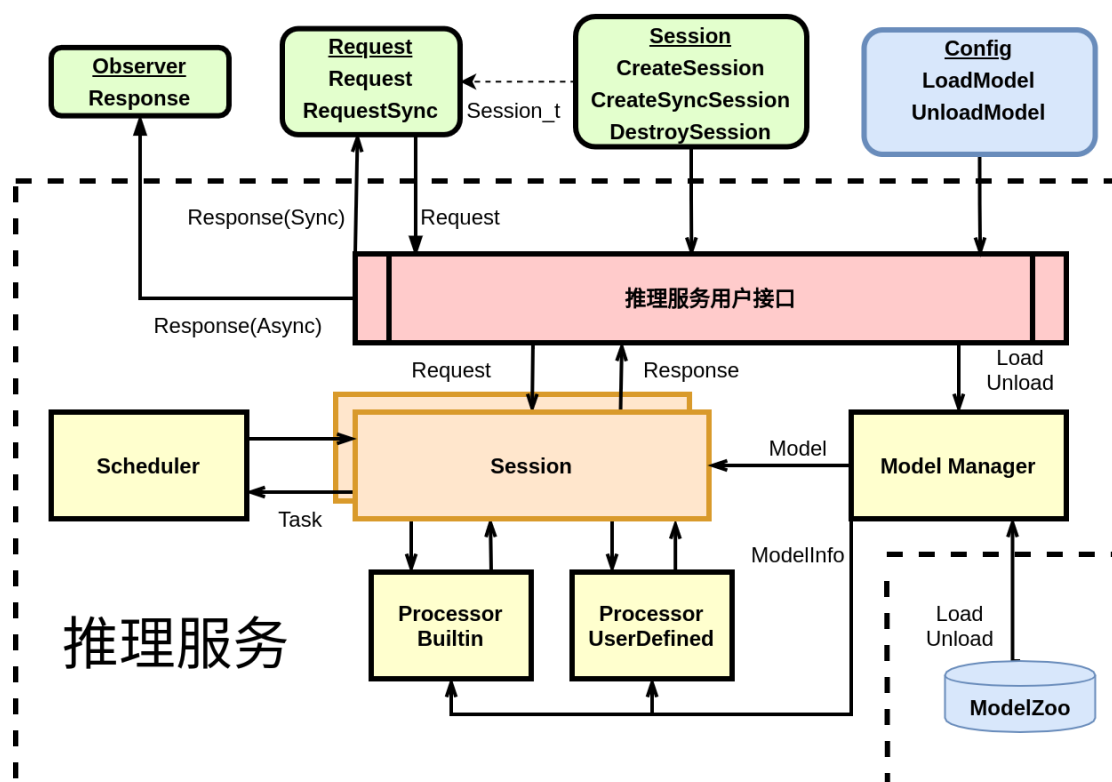 Observer
Response
Request
Request
RequestSync
Session_t
Session
CreateSession
CreateSyncSession
DestroySession
Config
LoadModel
UnloadModel
Response(Sync)
Request
推理服务用户接口
Response(Async)
Request
Response
Load
Unload
Scheduler
Session
Model
Model Manager
Task
ModelInfo
Processor
Builtin
Processor
UserDefined
Load
Unload
推理服务
ModelZoo